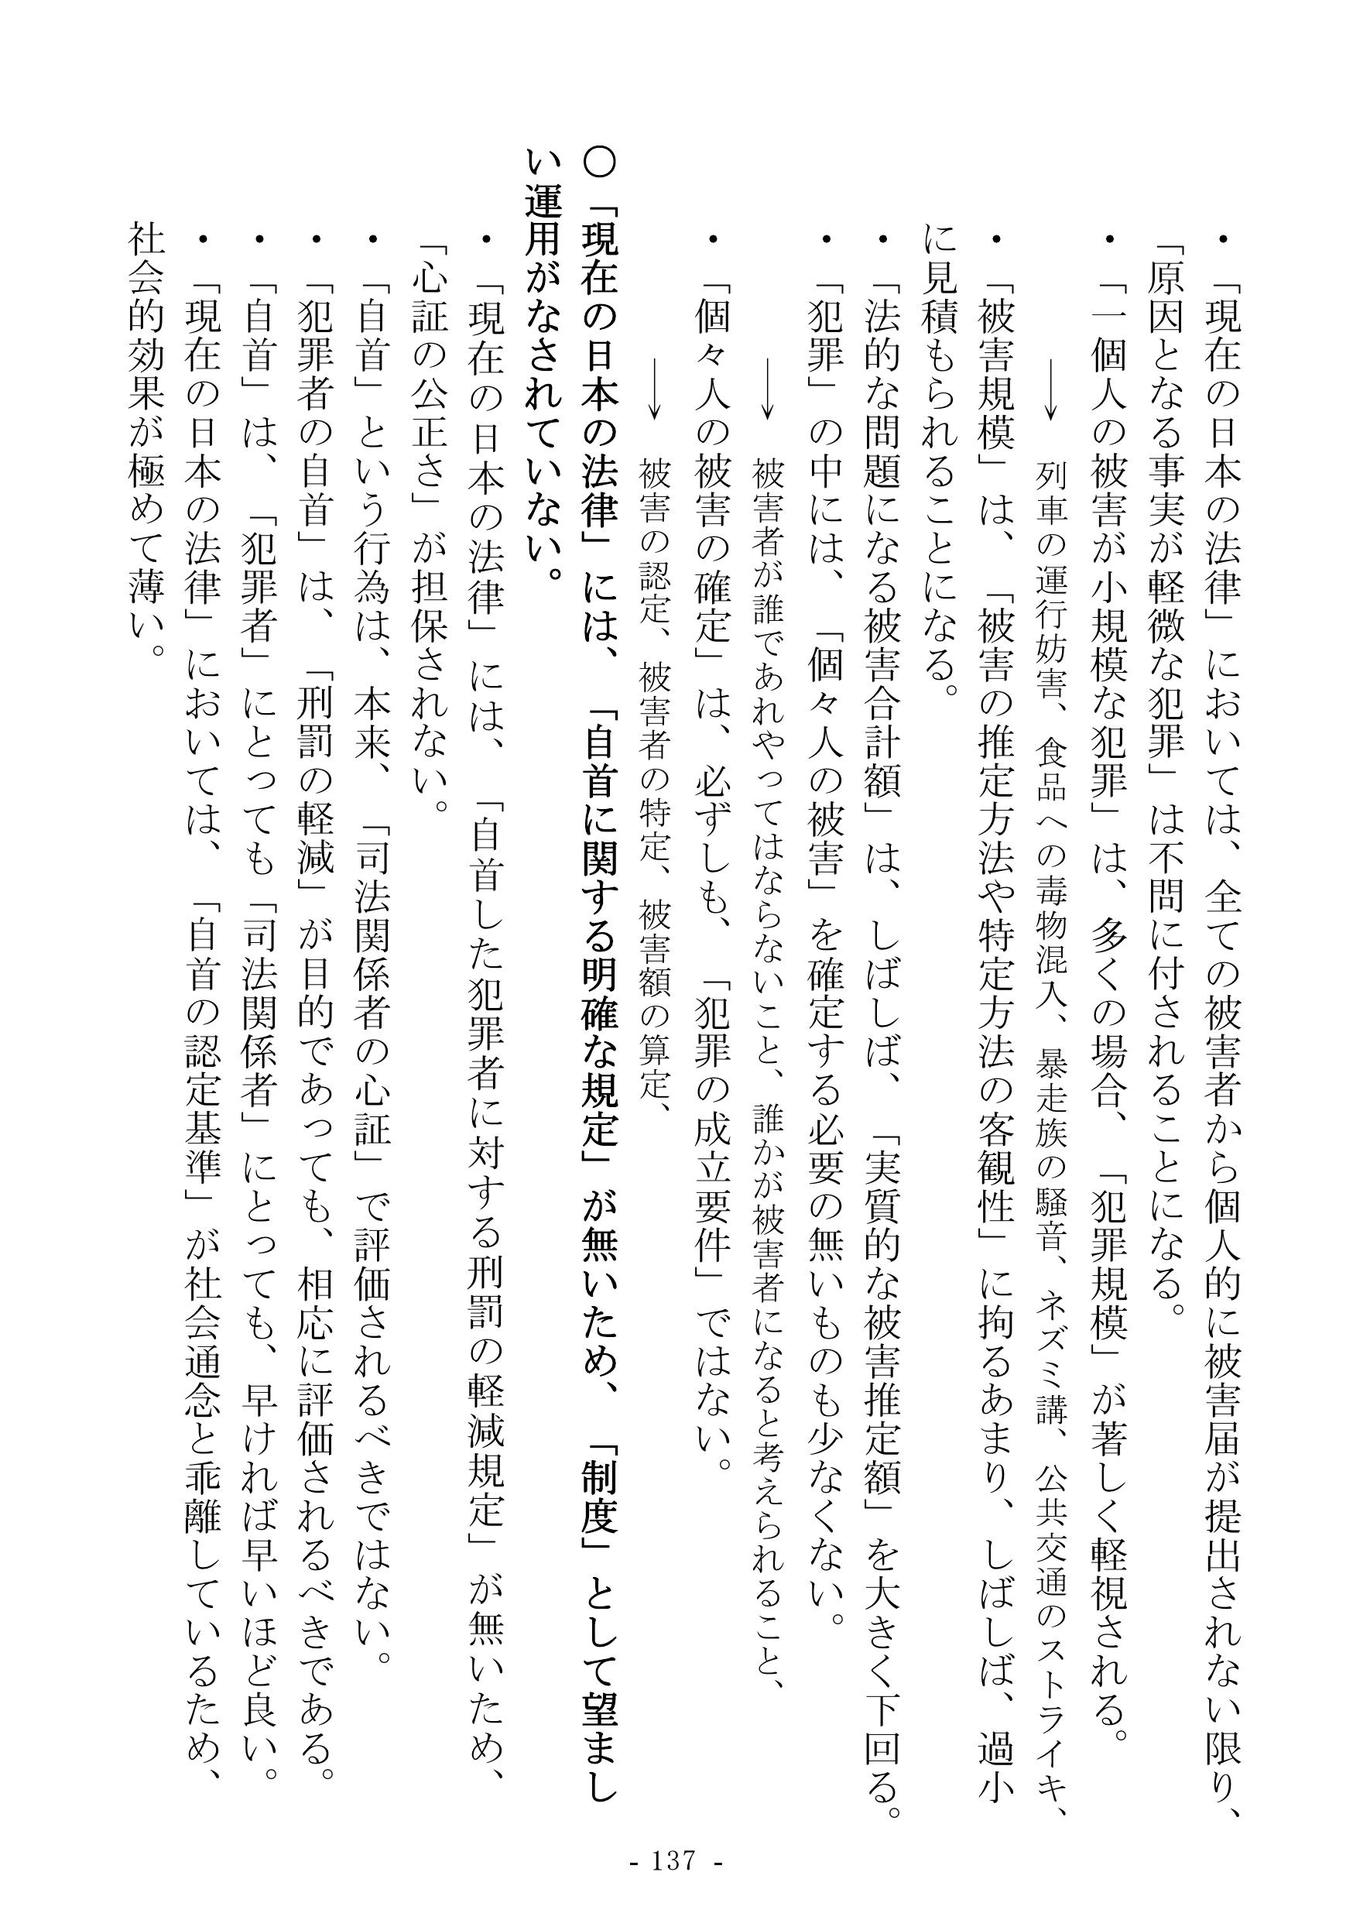 ・「現在の日本の法律」においては、全ての被害者から個人的に被害届が提出されない限り、
「原因となる事実が軽微な犯罪」は不問に付されることになる。
・「一個人の被害が小規模な犯罪」は、多くの場合、「犯罪規模」が著しく軽視される。
→ 列車の運行妨害、食品への毒物混入、暴走族の騒音、ネズミ講、公共交通のストライキ、
・「被害規模」は、「被害の推定方法や特定方法の客観性」に拘るあまり、しばしば、過小
に見積もられることになる。
・「法的な問題になる被害合計額」は、しばしば、「実質的な被害推定額」を大きく下回る。
・「犯罪」の中には、「個々人の被害」を確定する必要の無いものも少なくない。
→ 被害者が誰であれやってはならないこと、誰かが被害者になると考えられること、
・「個々人の被害の確定」は、必ずしも、「犯罪の成立要件」ではない。
→ 被害の認定、被害者の特定、被害額の算定、
○「現在の日本の法律」には、「自首に関する明確な規定」が無いため、「制度」として望まし
い運用がなされていない。
・「現在の日本の法律」には、「自首した犯罪者に対する刑罰の軽減規定」が無いため、
「心証の公正さ」が担保されない。
・「自首」という行為は、本来、「司法関係者の心証」で評価されるべきではない。
・「犯罪者の自首」は、「刑罰の軽減」が目的であっても、相応に評価されるべきである。
・「自首」は、「犯罪者」にとっても「司法関係者」にとっても、早ければ早いほど良い。
・「現在の日本の法律」においては、「自首の認定基準」が社会通念と乖離しているため、
社会的効果が極めて薄い。
- 137 -